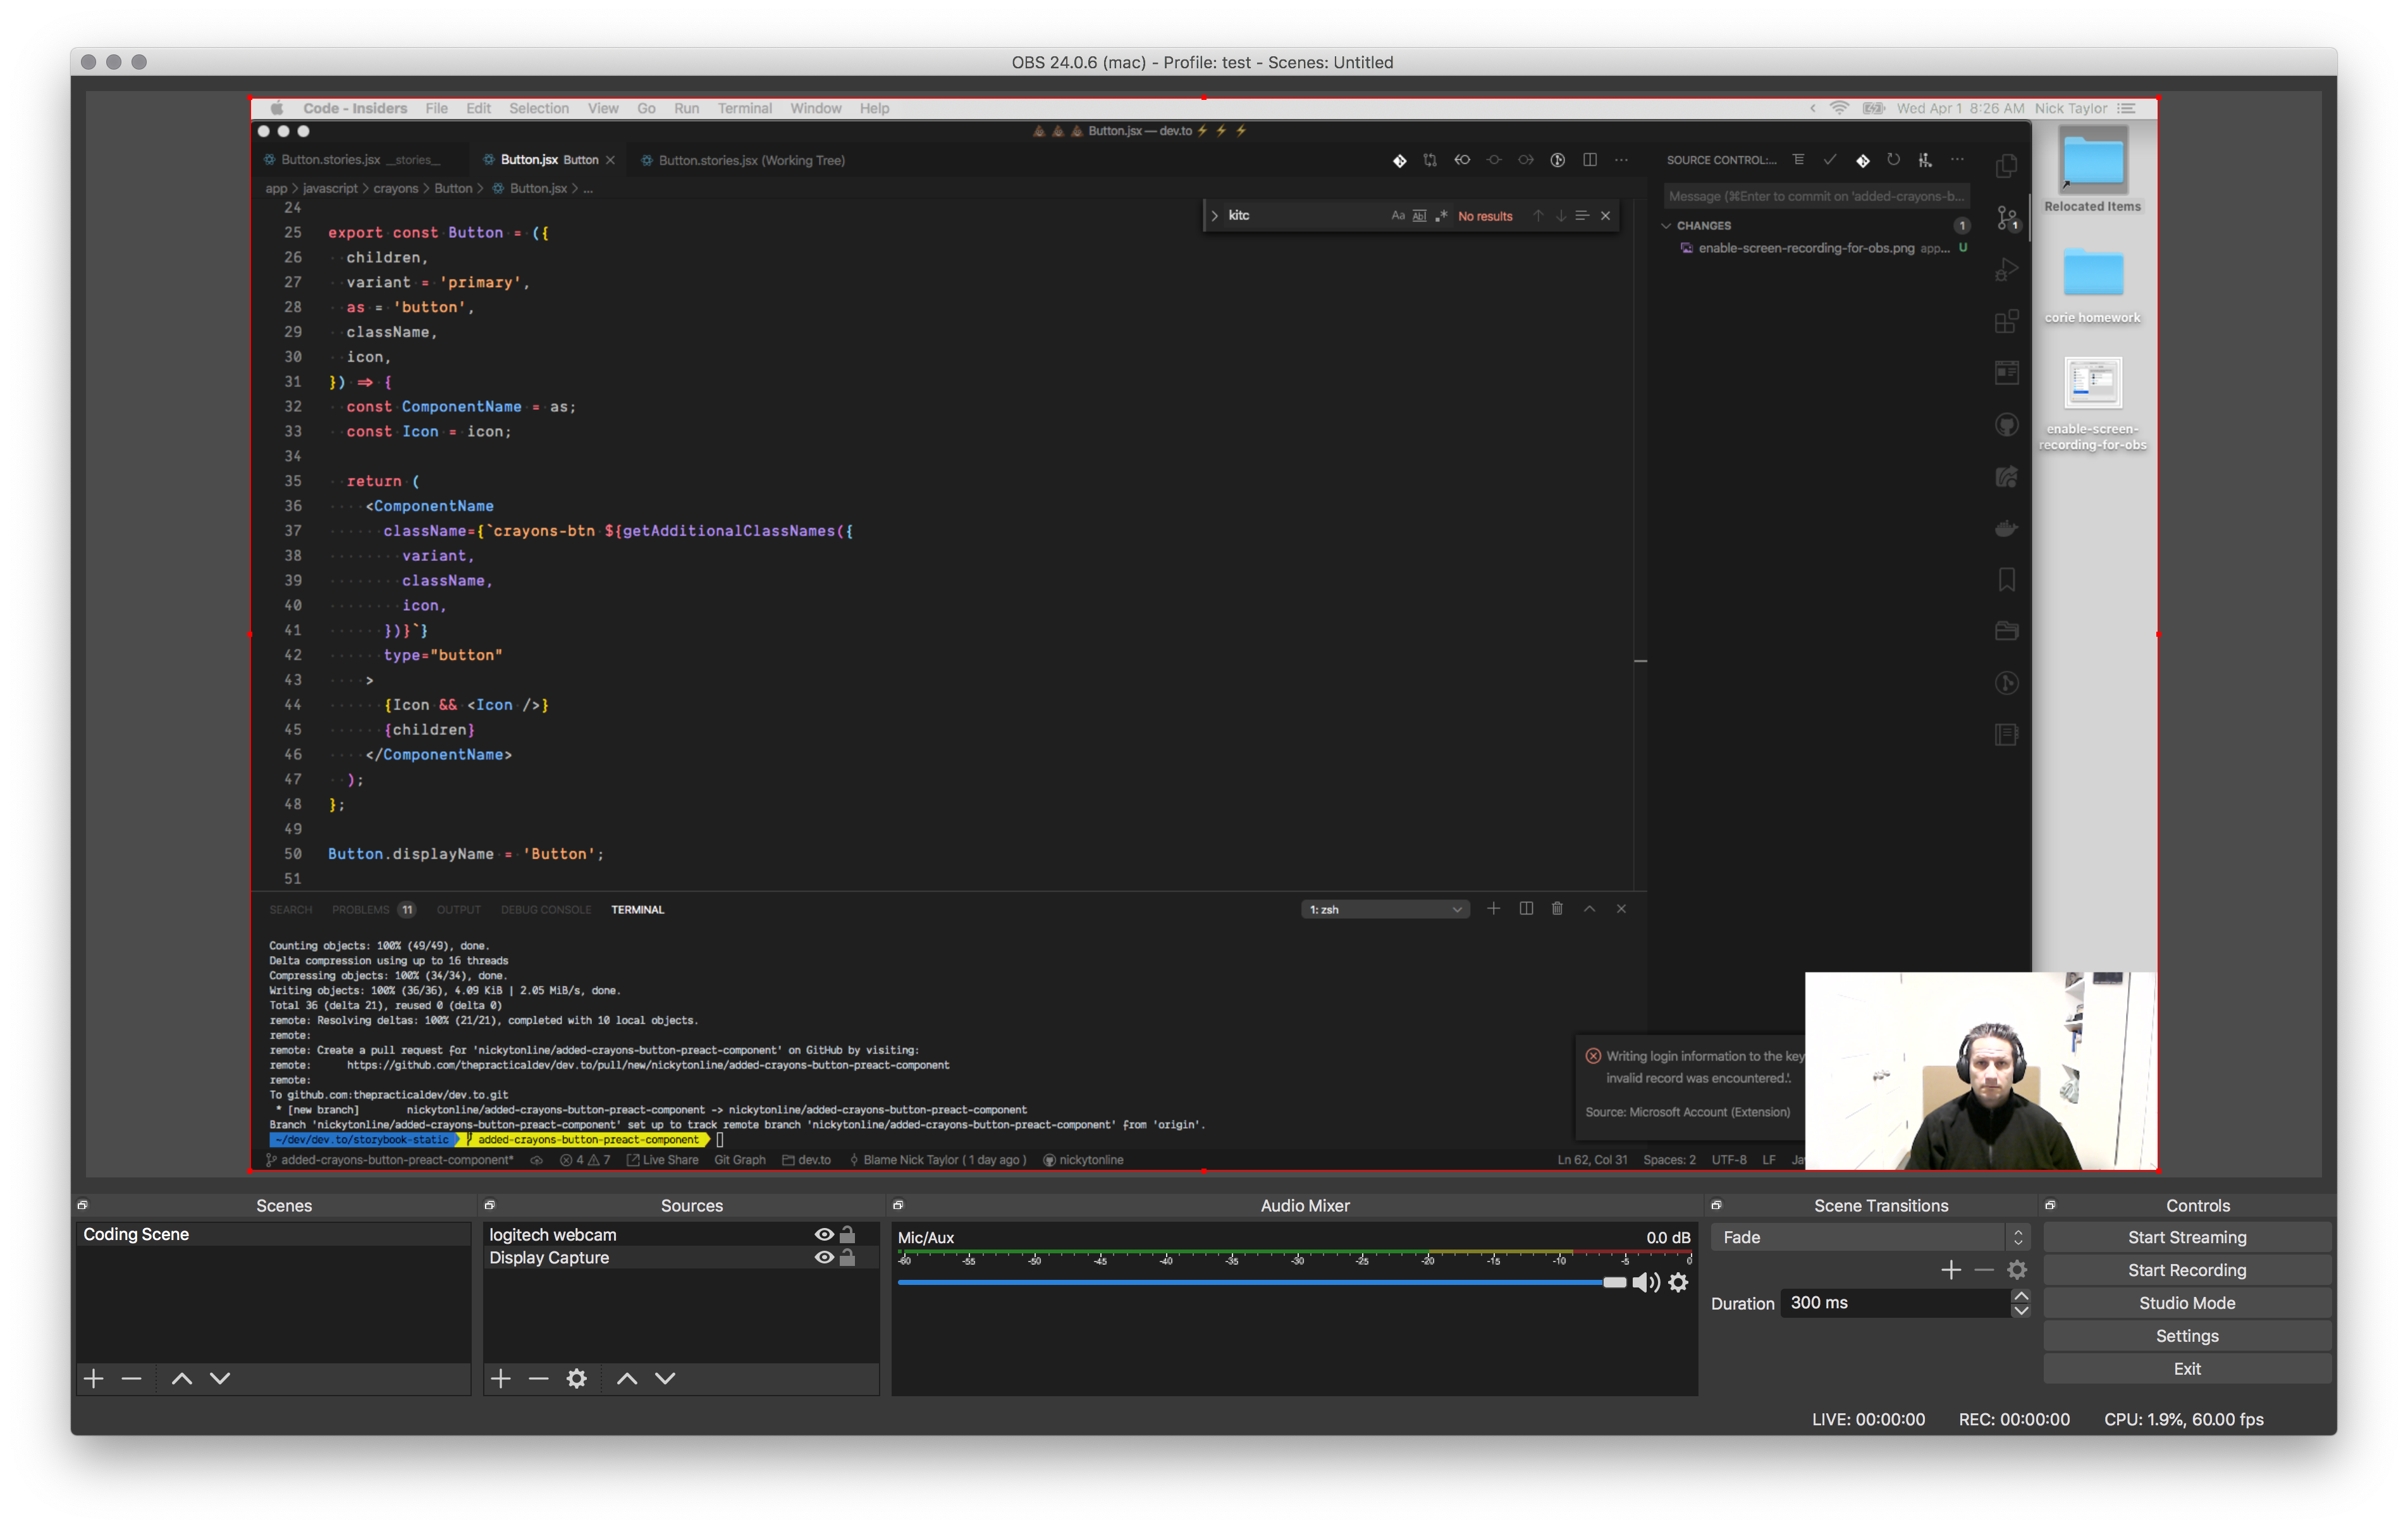 OBS 24.0.6 (mac) - Profile: test - Scenes: Untitled
Code - Insiders File Edit Selection View Go Run Terminal Window Help
Wed Apr 1 8:26 AM Nick Taylor
Button.jsx — dev.to
Button.stories.jsx __stories__
Button.jsx Button
Button.stories.jsx (Working Tree)
app > javascript > crayons > Button > Button.jsx > ...
> kitc Aa Abl .* No results
24
25 export const Button = ({
26 children,
27 variant = 'primary',
28 as = 'button',
29 className,
30 icon,
31 }) => {
32 const ComponentName = as;
33 const Icon = icon;
34
35 return (
36 <ComponentName
37 className={`crayons-btn ${getAdditionalClassNames({
38 variant,
39 className,
40 icon,
41 })}`}
42 type="button"
43 >
44 {Icon && <Icon />}
45 {children}
46 </ComponentName>
47 );
48 };
49
50 Button.displayName = 'Button';
51
SOURCE CONTROL:...
Message (⌘Enter to commit on 'added-crayons-b...
CHANGES 1
enable-screen-recording-for-obs.png app... U
1
Relocated Items
corie homework
enable-screen-
recording-for-obs
SEARCH PROBLEMS 11 OUTPUT DEBUG CONSOLE TERMINAL
1: zsh
Counting objects: 100% (49/49), done.
Delta compression using up to 16 threads
Compressing objects: 100% (34/34), done.
Writing objects: 100% (36/36), 4.09 KiB | 2.05 MiB/s, done.
Total 36 (delta 21), reused 0 (delta 0)
remote: Resolving deltas: 100% (21/21), completed with 10 local objects.
remote:
remote: Create a pull request for 'nickytonline/added-crayons-button-preact-component' on GitHub by visiting:
remote: https://github.com/thepracticaldev/dev.to/pull/new/nickytonline/added-crayons-button-preact-component
remote:
To github.com:thepracticaldev/dev.to.git
* [new branch] nickytonline/added-crayons-button-preact-component -> nickytonline/added-crayons-button-preact-component
Branch 'nickytonline/added-crayons-button-preact-component' set up to track remote branch 'nickytonline/added-crayons-button-preact-component' from 'origin'.
~/dev/dev.to/storybook-static added-crayons-button-preact-component
Writing login information to the key
invalid record was encountered.'.
Source: Microsoft Account (Extension)
added-crayons-button-preact-component* 4 7 Live Share Git Graph dev.to Blame Nick Taylor ( 1 day ago ) nickytonline
Ln 62, Col 31 Spaces: 2 UTF-8 LF Ja
Scenes
Coding Scene
Sources
logitech webcam
Display Capture
Audio Mixer
Mic/Aux 0.0 dB
-60 -55 -50 -45 -40 -35 -30 -25 -20 -15 -10 -5 0
Scene Transitions
Fade
Duration 300 ms
Controls
Start Streaming
Start Recording
Studio Mode
Settings
Exit
LIVE: 00:00:00 REC: 00:00:00 CPU: 1.9%, 60.00 fps